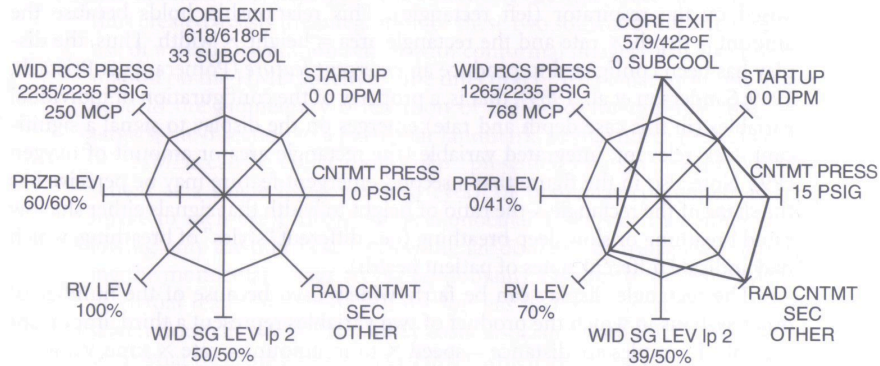 CORE EXIT
618/618°F
33 SUBCOOL
WID RCS PRESS
2235/2235 PSIG
250 MCP
STARTUP
0 0 DPM
CNTMT PRESS
0 PSIG
PRZR LEV
60/60%
RV LEV
100%
RAD CNTMT
SEC
OTHER
WID SG LEV lp 2
50/50%
CORE EXIT
579/422°F
0 SUBCOOL
WID RCS PRESS
1265/2235 PSIG
768 MCP
STARTUP
0 0 DPM
CNTMT PRESS
15 PSIG
PRZR LEV
0/41%
RV LEV
70%
RAD CNTMT
SEC
OTHER
WID SG LEV lp 2
39/50%